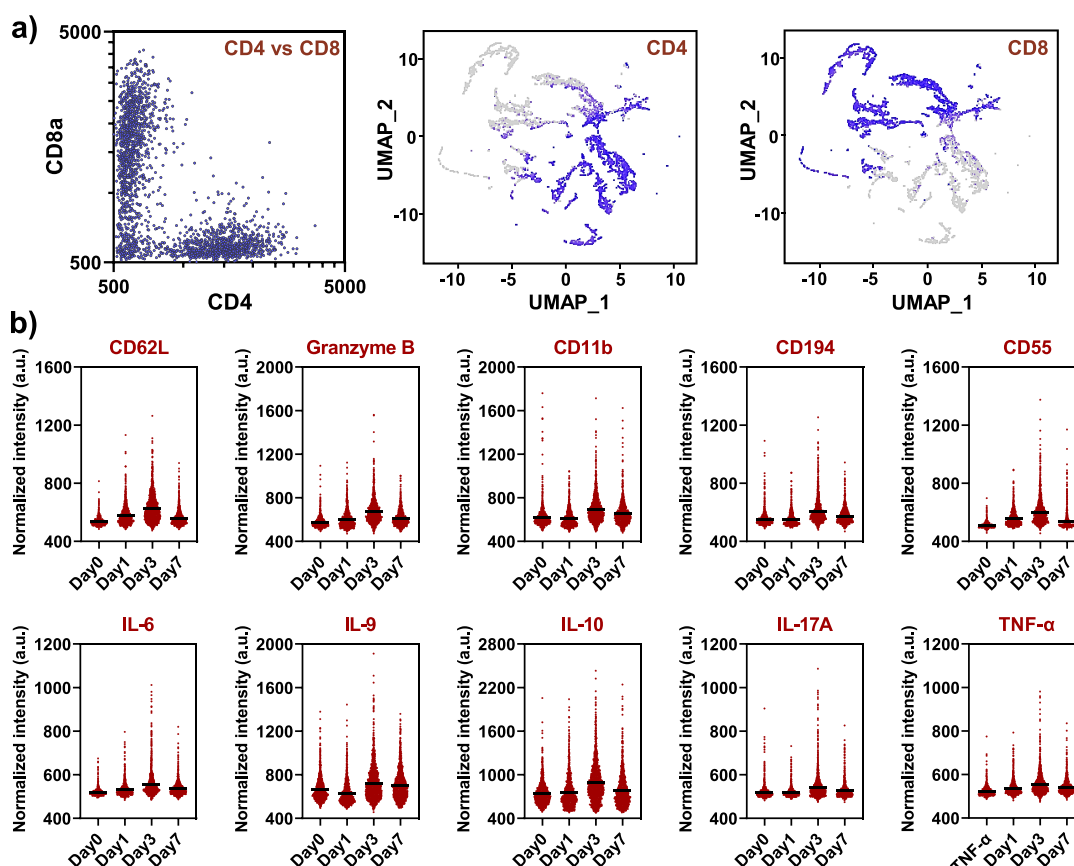 a)
CD4 vs CD8
5000
500
500
5000
CD8a
CD4
CD4
10
0
-10
-10
-5
0
5
10
UMAP_2
UMAP_1
CD8
10
0
-10
-10
-5
0
5
10
UMAP_2
UMAP_1
b)
CD62L
Normalized intensity (a.u.)
1600
1200
800
400
Day0 Day1 Day3 Day7
Granzyme B
Normalized intensity (a.u.)
2000
1600
1200
800
400
Day0 Day1 Day3 Day7
CD11b
Normalized intensity (a.u.)
2000
1600
1200
800
400
Day0 Day1 Day3 Day7
CD194
Normalized intensity (a.u.)
1600
1200
800
400
Day0 Day1 Day3 Day7
CD55
Normalized intensity (a.u.)
1600
1200
800
400
Day0 Day1 Day3 Day7
IL-6
Normalized intensity (a.u.)
1200
1000
800
600
400
Day0 Day1 Day3 Day7
IL-9
Normalized intensity (a.u.)
2000
1600
1200
800
400
Day0 Day1 Day3 Day7
IL-10
Normalized intensity (a.u.)
2800
2200
1600
1000
400
Day0 Day1 Day3 Day7
IL-17A
Normalized intensity (a.u.)
1200
1000
800
600
400
Day0 Day1 Day3 Day7
TNF-α
Normalized intensity (a.u.)
1200
1000
800
600
400
TNF-α Day1 Day3 Day7